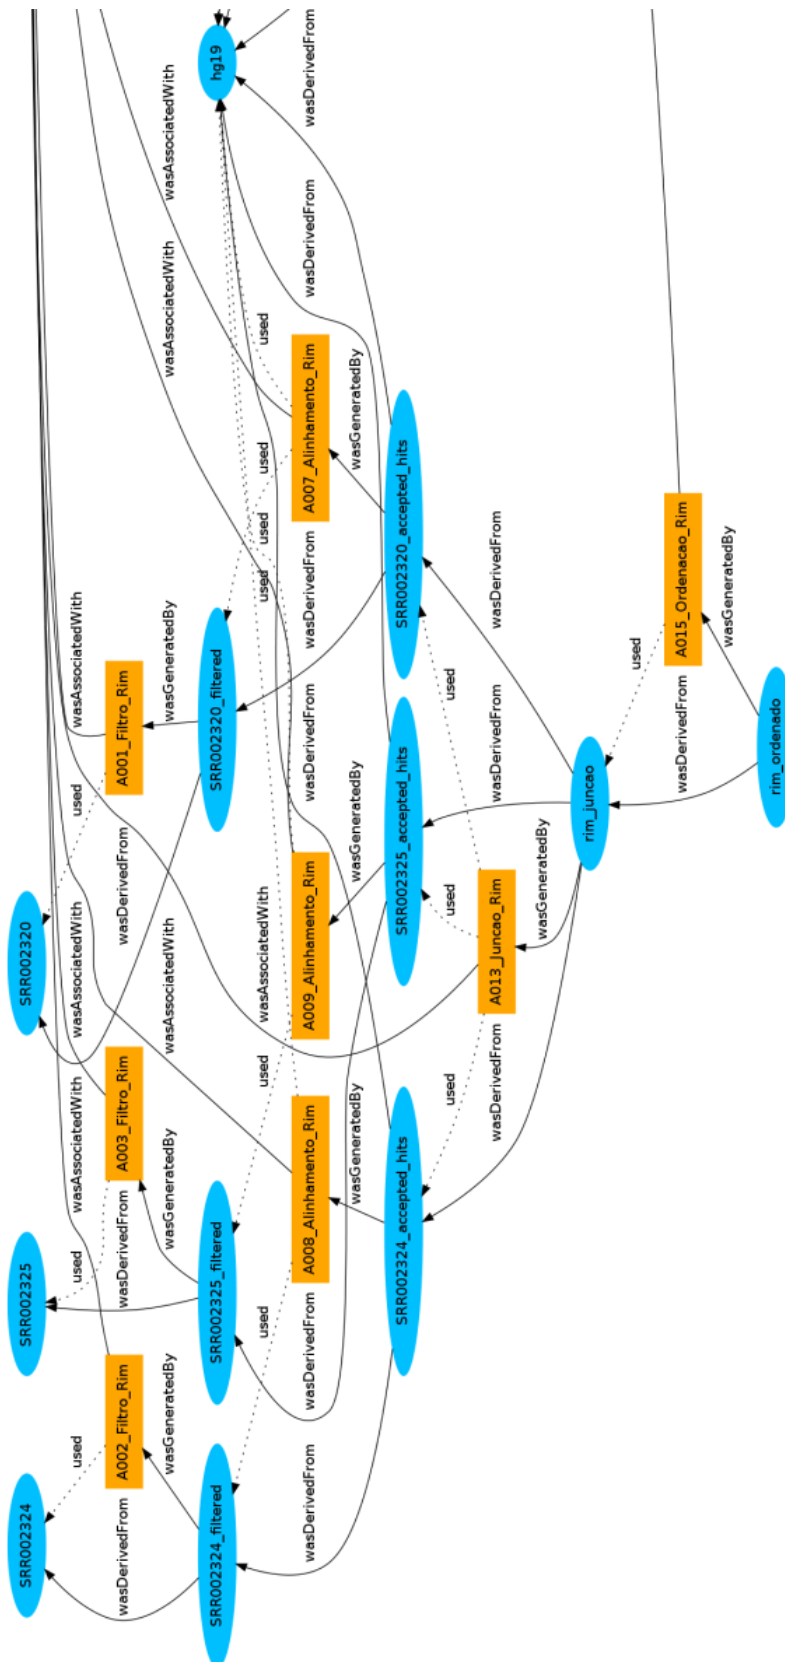 hg19
wasAssociatedWith
wasDerivedFrom
wasAssociatedWith
wasDerivedFrom
used
A007_Alinhamento_Rim
wasGeneratedBy
used
used
used
SRR002320_accepted_hits
wasDerivedFrom
wasDerivedFrom
A015_Ordenacao_Rim
wasGeneratedBy
used
wasAssociatedWith
A001_Filtro_Rim
wasGeneratedBy
SRR002320_filtered
used
wasDerivedFrom
wasDerivedFrom
used
wasDerivedFrom
wasDerivedFrom
rim_ordenado
rim_juncao
SRR002320
wasDerivedFrom
A009_Alinhamento_Rim
wasGeneratedBy
SRR002325_accepted_hits
used
A013_Juncao_Rim
wasGeneratedBy
wasAssociatedWith
wasAssociatedWith
wasAssociatedWith
used
used
wasDerivedFrom
A003_Filtro_Rim
A008_Alinhamento_Rim
wasGeneratedBy
SRR002324_accepted_hits
wasAssociatedWith
wasGeneratedBy
SRR002325
used
wasDerivedFrom
SRR002325_filtered
used
wasDerivedFrom
A002_Filtro_Rim
wasGeneratedBy
used
SRR002324
wasDerivedFrom
SRR002324_filtered
wasDerivedFrom